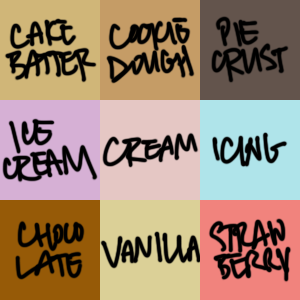 CAKE
BATTER
COOKIE
DOUGH
PIE
CRUST
ICE
CREAM
CREAM
ICING
CHOCO
LATE
VANILLA
STRAW
BERRY